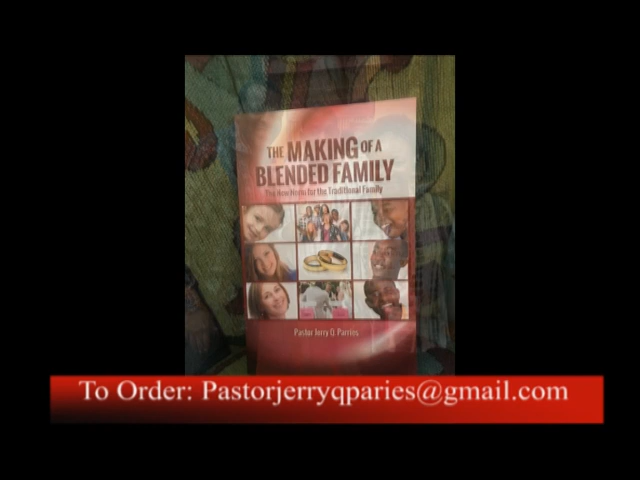 THE MAKING OF A
BLENDED FAMILY
The New Norm for the Traditional Family
Pastor Jerry Q. Parries
To Order: Pastorjerryqparies@gmail.com